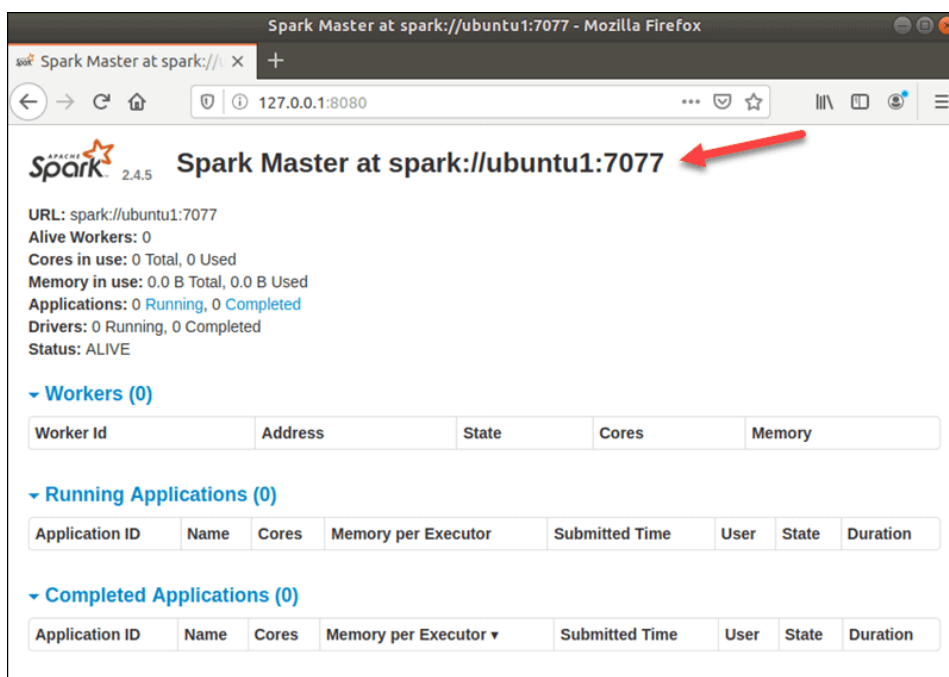 Spark Master at spark://ubuntu1:7077 - Mozilla Firefox
Spark Master at spark://u
127.0.0.1:8080
APACHE
Spark 2.4.5 Spark Master at spark://ubuntu1:7077
URL: spark://ubuntu1:7077
Alive Workers: 0
Cores in use: 0 Total, 0 Used
Memory in use: 0.0 B Total, 0.0 B Used
Applications: 0 Running, 0 Completed
Drivers: 0 Running, 0 Completed
Status: ALIVE
Workers (0)
Worker Id Address State Cores Memory
Running Applications (0)
Application ID Name Cores Memory per Executor Submitted Time User State Duration
Completed Applications (0)
Application ID Name Cores Memory per Executor ▾ Submitted Time User State Duration